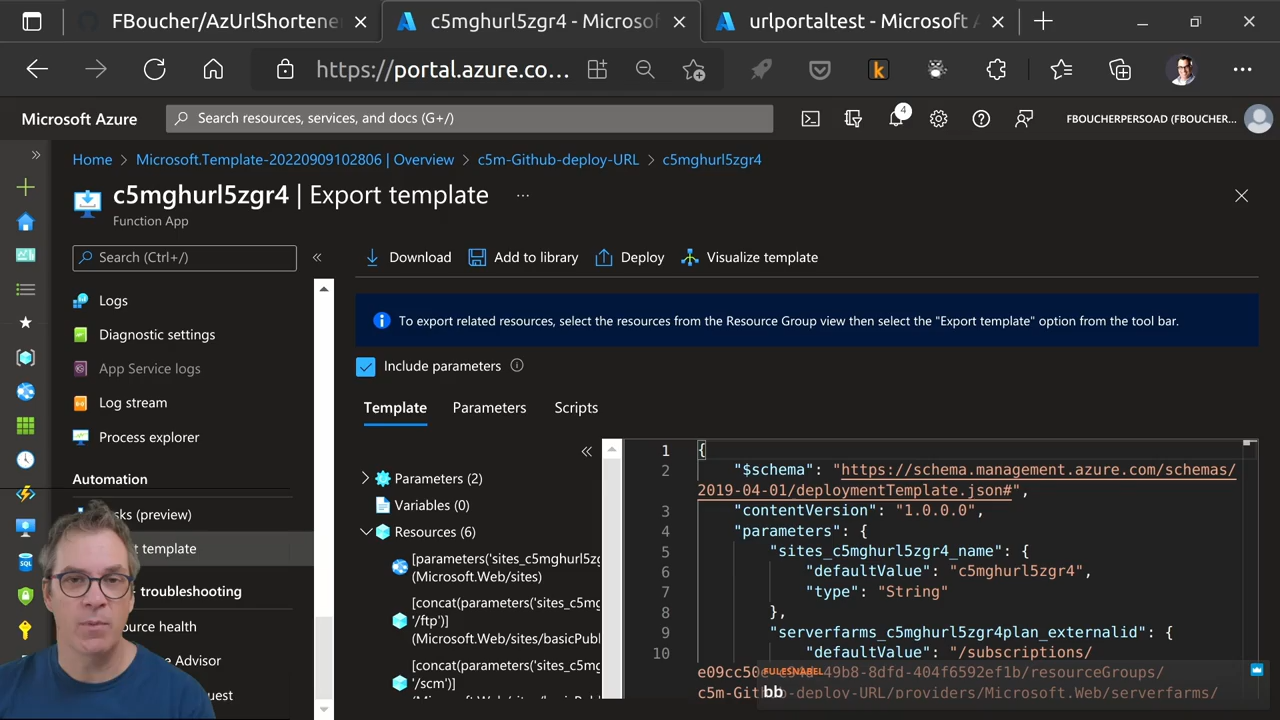 FBoucher/AzUrlShortene
c5mghurl5zgr4 - Microsof
urlportaltest - Microsoft A
https://portal.azure.co...
k
Microsoft Azure
Search resources, services, and docs (G+/)
4
FBOUCHERPERSOAD (FBOUCHER...
Home > Microsoft.Template-20220909102806 | Overview > c5m-Github-deploy-URL > c5mghurl5zgr4
c5mghurl5zgr4 | Export template ...
Function App
Search (Ctrl+/)
Download
Add to library
Deploy
Visualize template
Logs
Diagnostic settings
App Service logs
Log stream
Process explorer
Automation
sks (preview)
t template
troubleshooting
ource health
Advisor
uest
SQL
To export related resources, select the resources from the Resource Group view then select the "Export template" option from the tool bar.
Include parameters
Template
Parameters
Scripts
Parameters (2)
Variables (0)
Resources (6)
[parameters('sites_c5mghurl5zg
(Microsoft.Web/sites)
[concat(parameters('sites_c5mg
'/ftp')]
(Microsoft.Web/sites/basicPubl
[concat(parameters('sites_c5mg
'/scm')]
1 {
2 "$schema": "https://schema.management.azure.com/schemas/
2019-04-01/deploymentTemplate.json#",
3 "contentVersion": "1.0.0.0",
4 "parameters": {
5 "sites_c5mghurl5zgr4_name": {
6 "defaultValue": "c5mghurl5zgr4",
7 "type": "String"
8 },
9 "serverfarms_c5mghurl5zgr4plan_externalid": {
10 "defaultValue": "/subscriptions/
49b8-8dfd-404f6592ef1b/resourceGroups/
-deploy-URL/providers/Microsoft.Web/serverfarms/
bb